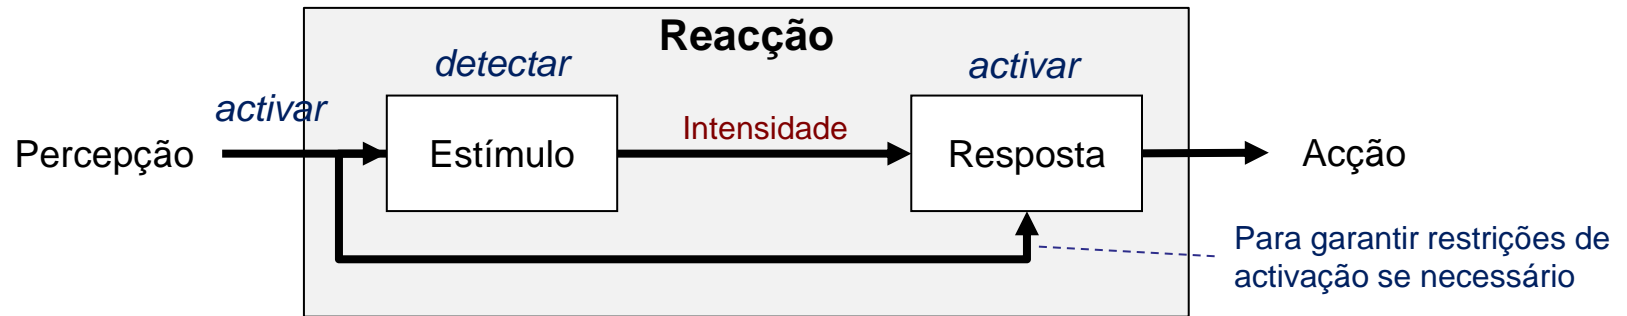 Reacção
detectar
activar
activar
Percepção
Estímulo
Intensidade
Resposta
Acção
Para garantir restrições de
activação se necessário